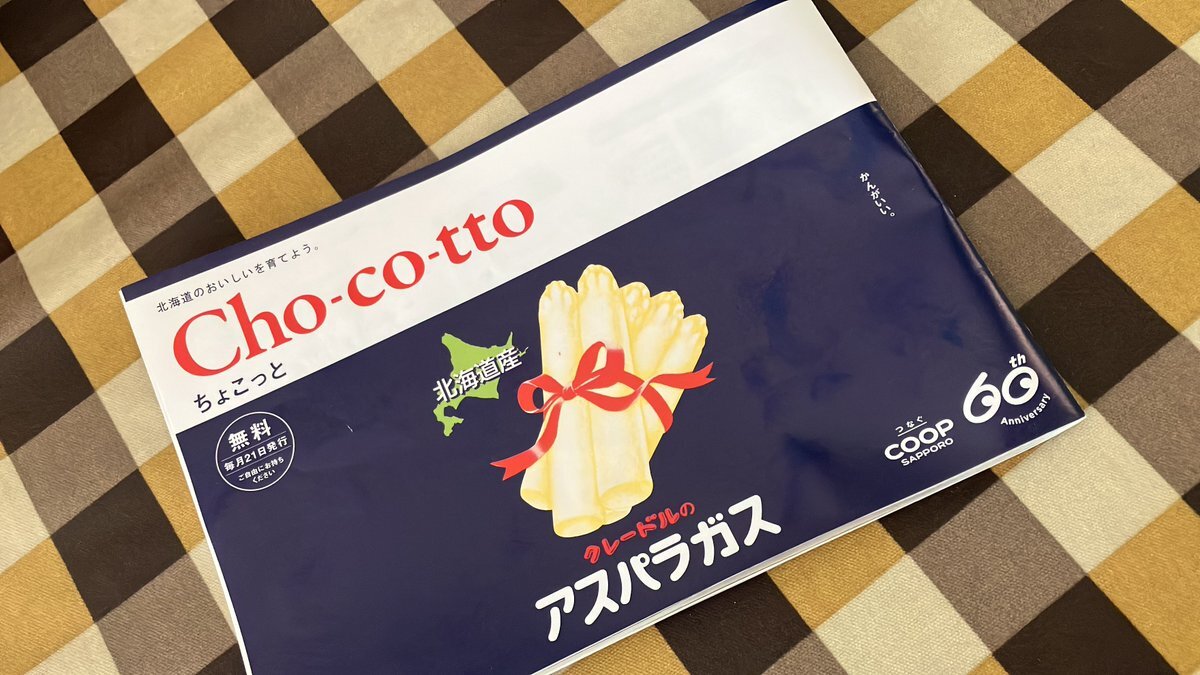 北海道のおいしいを育てよう。
Cho-co-tto
ちょこっと
無料
毎月21日発行
ご自由にお持ち
ください
かんがいい。
北海道産
クレードルの
アスパラガス
つなぐ
COOP
SAPPORO
60th
Anniversary